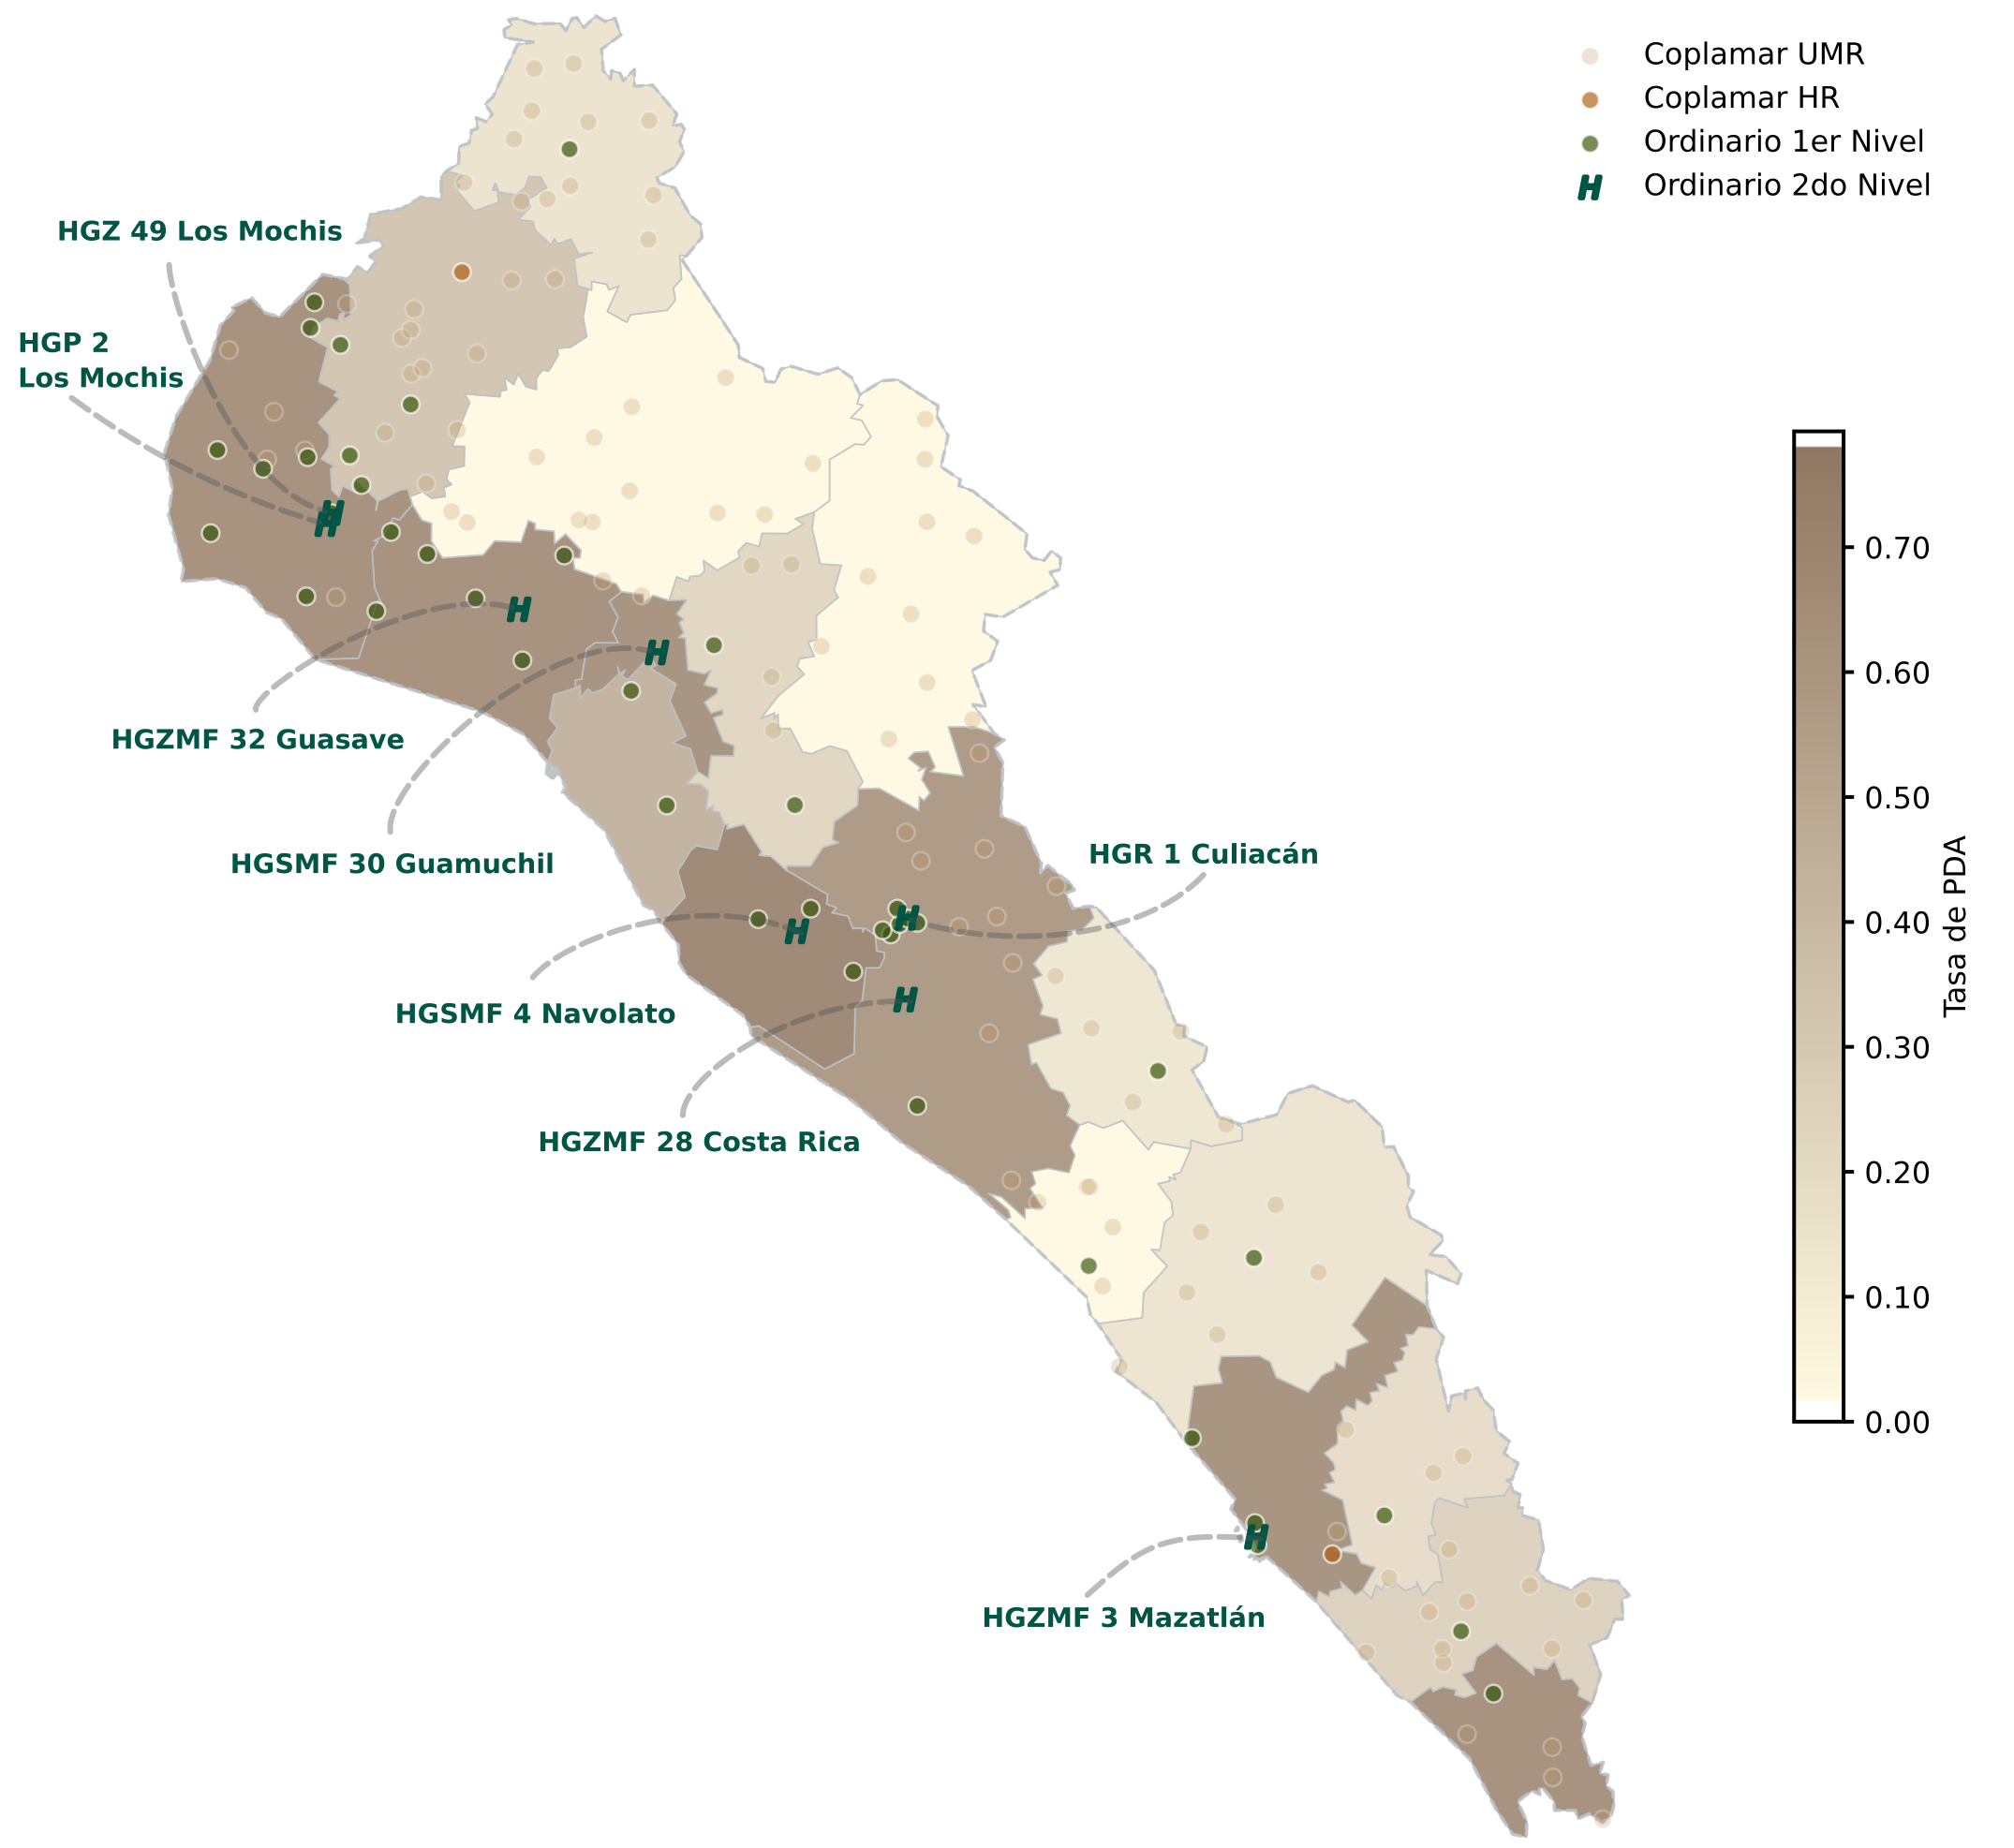 Coplamar UMR
Coplamar HR
Ordinario 1er Nivel
H Ordinario 2do Nivel
HGZ 49 Los Mochis
HGP 2
Los Mochis
HGZMF 32 Guasave
HGSMF 30 Guamuchil
HGR 1 Culiacán
HGSMF 4 Navolato
HGZMF 28 Costa Rica
HGZMF 3 Mazatlán
H
H
H
H
H
H
H
H
0.70
0.60
0.50
0.40
0.30
0.20
0.10
0.00
Tasa de PDA